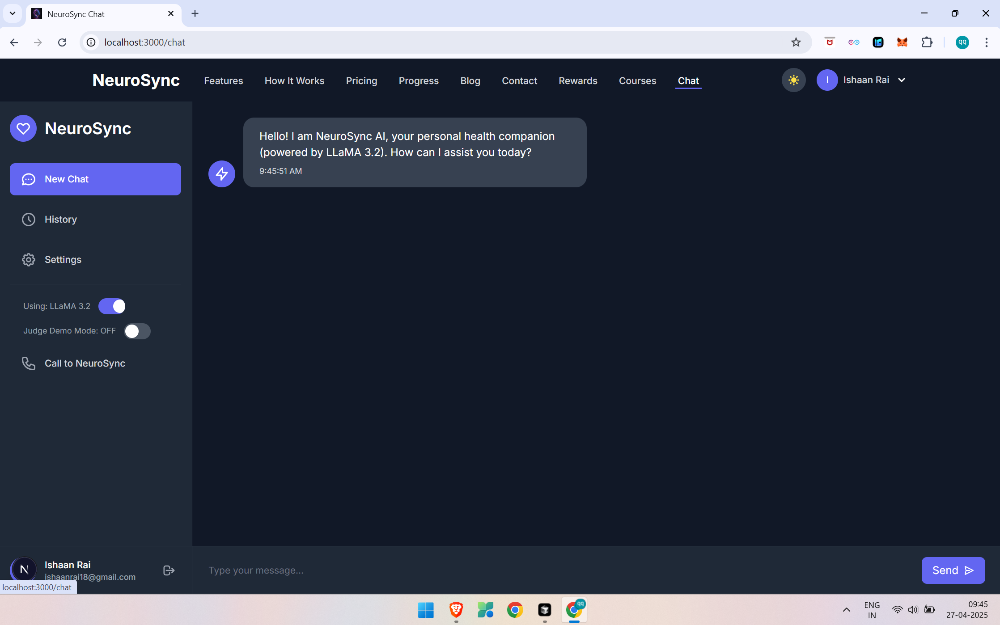 NeuroSync Chat
localhost:3000/chat
qq
NeuroSync
Features
How It Works
Pricing
Progress
Blog
Contact
Rewards
Courses
Chat
I
Ishaan Rai
NeuroSync
New Chat
History
Settings
Using: LLaMA 3.2
Judge Demo Mode: OFF
Call to NeuroSync
Hello! I am NeuroSync AI, your personal health companion
(powered by LLaMA 3.2). How can I assist you today?
9:45:51 AM
N
Ishaan Rai
ishaanrai18@gmail.com
localhost:3000/chat
Type your message...
Send
qq
ENG
IN
09:45
27-04-2025